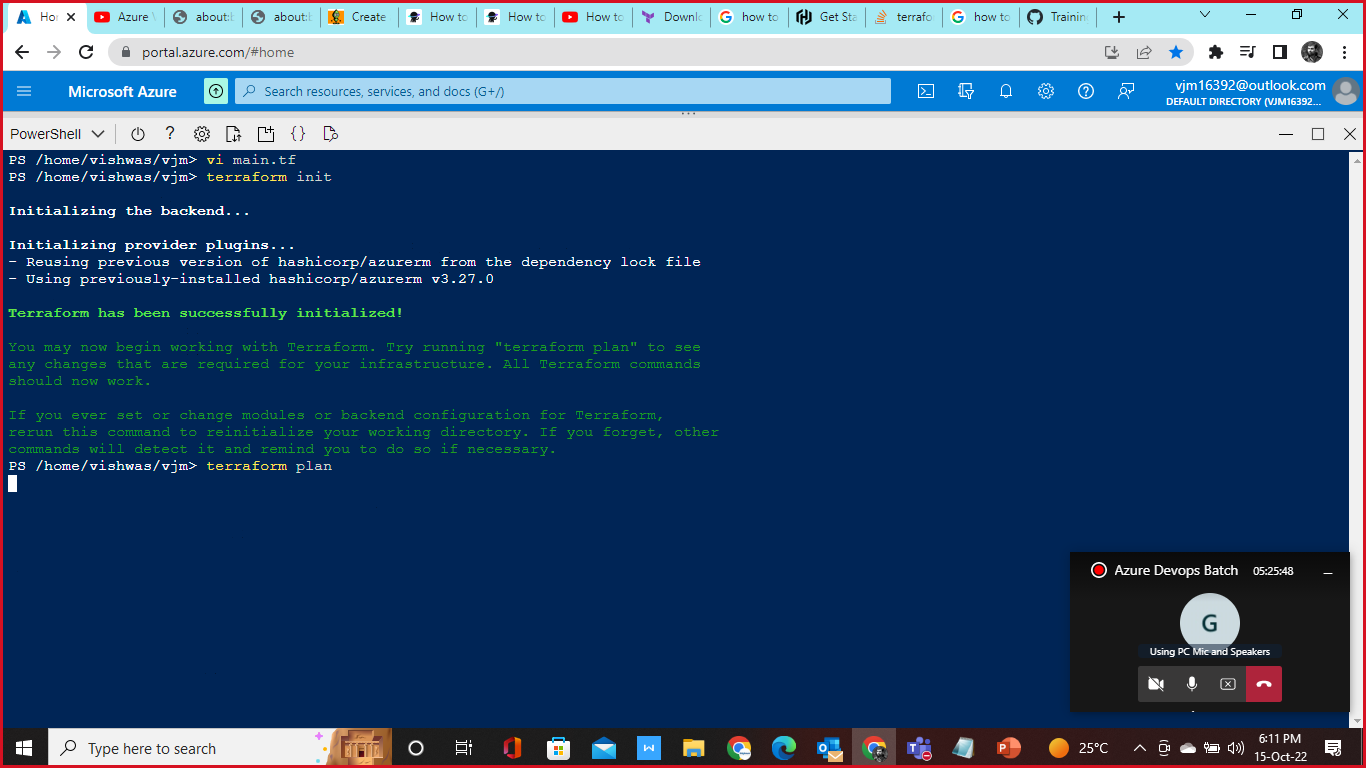 Hor
Azure V
about:b
about:b
Create
How to
How to
How to
Downlo
how to
Get Sta
terrafo
how to
Training
portal.azure.com/#home
Microsoft Azure
Search resources, services, and docs (G+/)
vjm16392@outlook.com
DEFAULT DIRECTORY (VJM16392...
PowerShell
PS /home/vishwas/vjm> vi main.tf
PS /home/vishwas/vjm> terraform init
Initializing the backend...
Initializing provider plugins...
- Reusing previous version of hashicorp/azurerm from the dependency lock file
- Using previously-installed hashicorp/azurerm v3.27.0
Terraform has been successfully initialized!
You may now begin working with Terraform. Try running "terraform plan" to see
any changes that are required for your infrastructure. All Terraform commands
should now work.
If you ever set or change modules or backend configuration for Terraform,
rerun this command to reinitialize your working directory. If you forget, other
commands will detect it and remind you to do so if necessary.
PS /home/vishwas/vjm> terraform plan
Azure Devops Batch 05:25:48
G
Using PC Mic and Speakers
Type here to search
25°C
6:11 PM
15-Oct-22